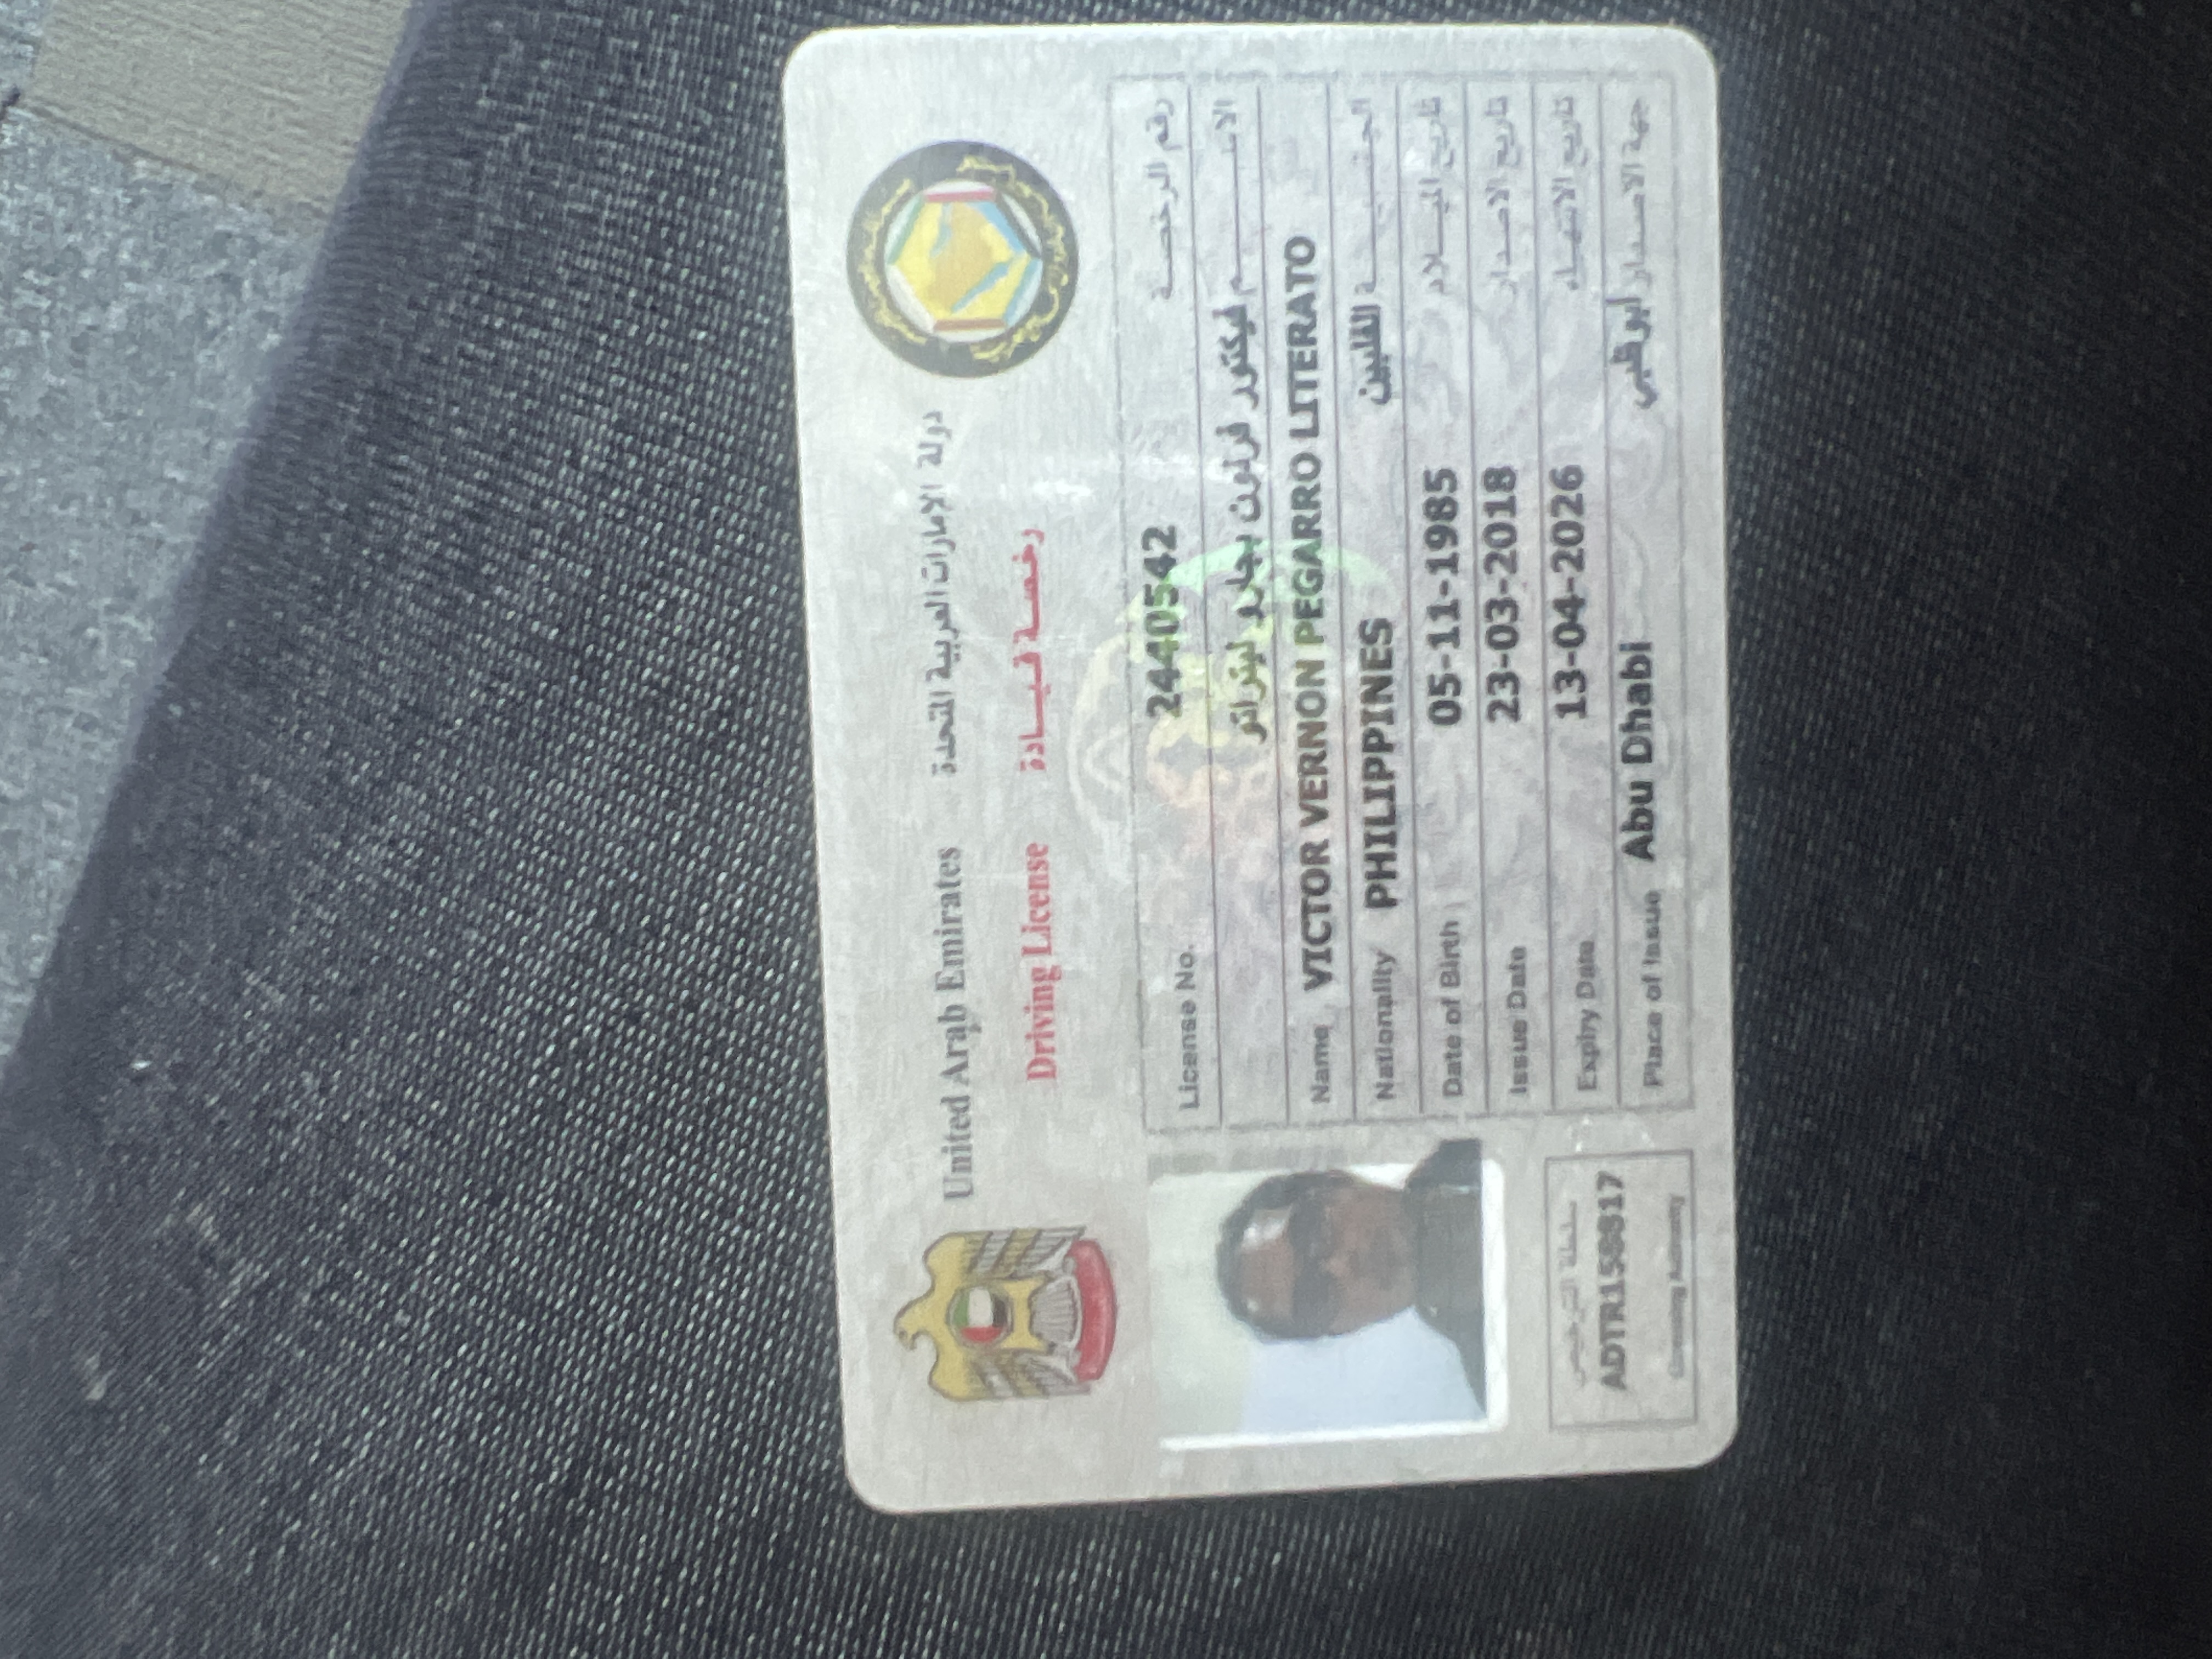 United Arab Emirates دولة الإمارات العربية المتحدة
Driving License رخصة قيادة
License No. 2440542 رقم الرخصة
الاسم فيكتور فرنون بجارو ليتراتو
Name VICTOR VERNON PEGARRO LITERATO
Nationality PHILIPPINES الجنسية الفلبين
Date of Birth 05-11-1985 تاريخ الميلاد
Issue Date 23-03-2018 تاريخ الاصدار
Expiry Date 13-04-2026 تاريخ الانتهاء
Place of Issue Abu Dhabi جهة الاصدار أبوظبي
سلطة الترخيص
ADTR158817
Licensing Authority